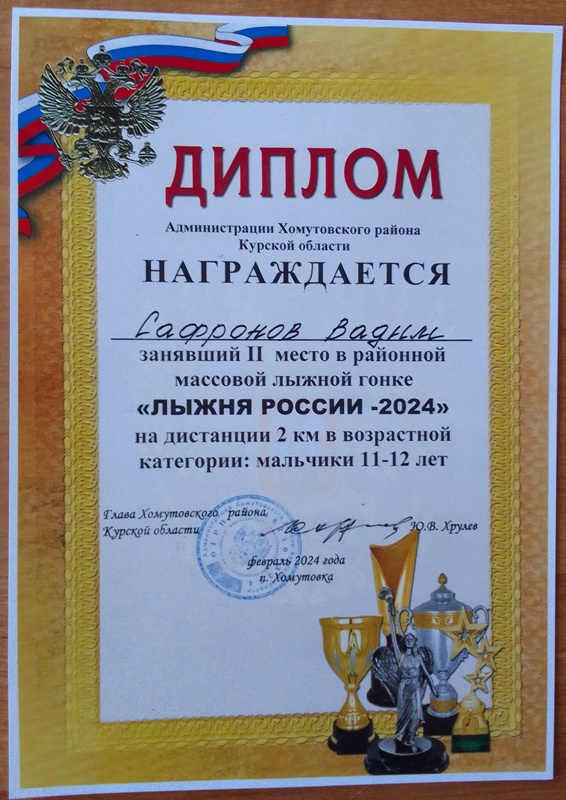 ДИПЛОМ
Администрации Хомутовского района
Курской области
НАГРАЖДАЕТСЯ
Сафронов Вадим
занявший II место в районной
массовой лыжной гонке
«ЛЫЖНЯ РОССИИ -2024»
на дистанции 2 км в возрастной
категории: мальчики 11-12 лет
Глава Хомутовского района
Курской области
Ю.В. Хрулев
февраль 2024 года
п. Хомутовка